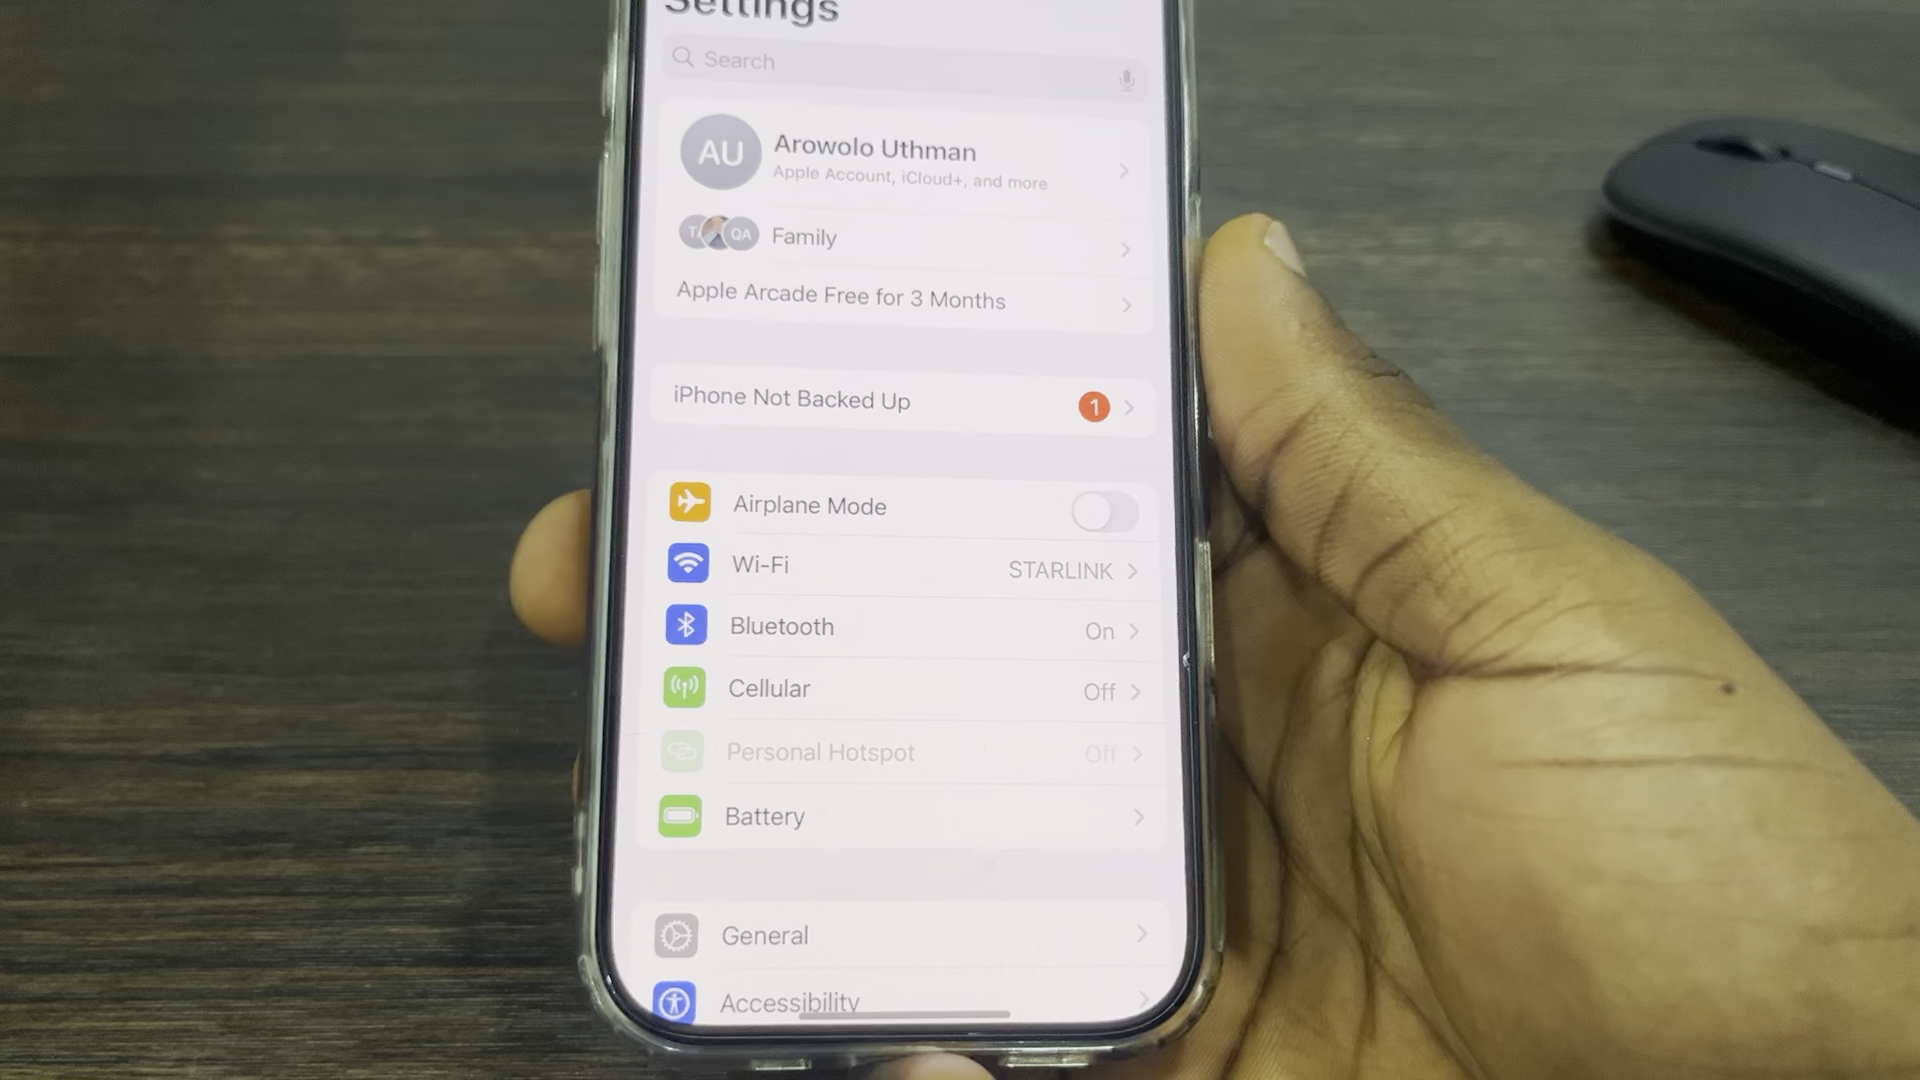 Settings
Search
AU
Arowolo Uthman
Apple Account, iCloud+, and more
QA
Family
Apple Arcade Free for 3 Months
iPhone Not Backed Up
1
Airplane Mode
Wi-Fi
STARLINK
Bluetooth
On
Cellular
Off
Personal Hotspot
Off
Battery
General
Accessibility